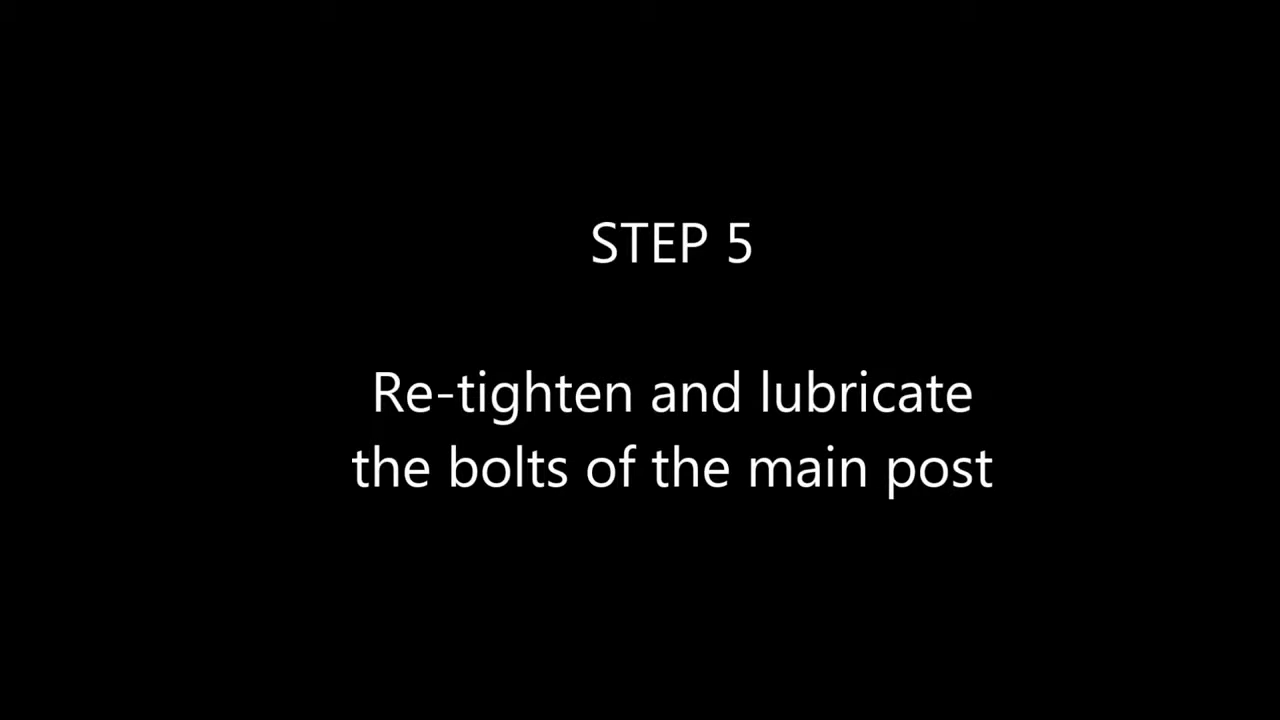 STEP 5
Re-tighten and lubricate
the bolts of the main post